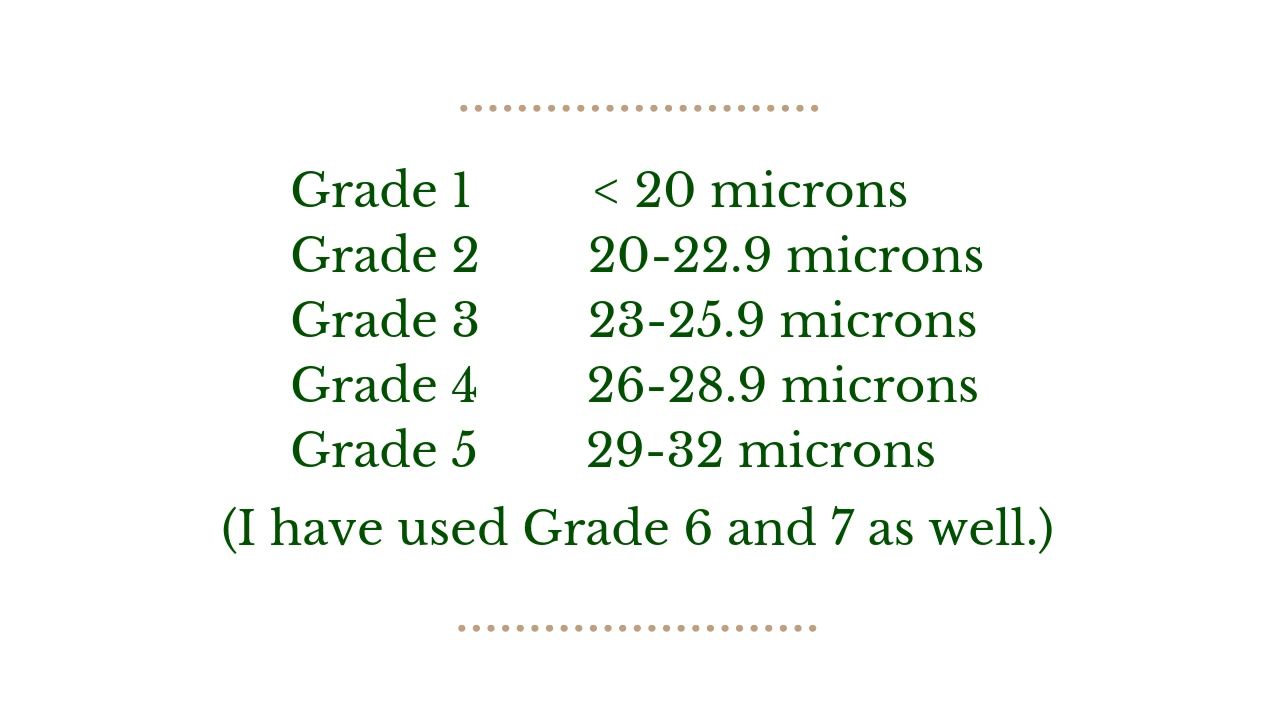 Grade 1 < 20 microns
Grade 2 20-22.9 microns
Grade 3 23-25.9 microns
Grade 4 26-28.9 microns
Grade 5 29-32 microns
(I have used Grade 6 and 7 as well.)